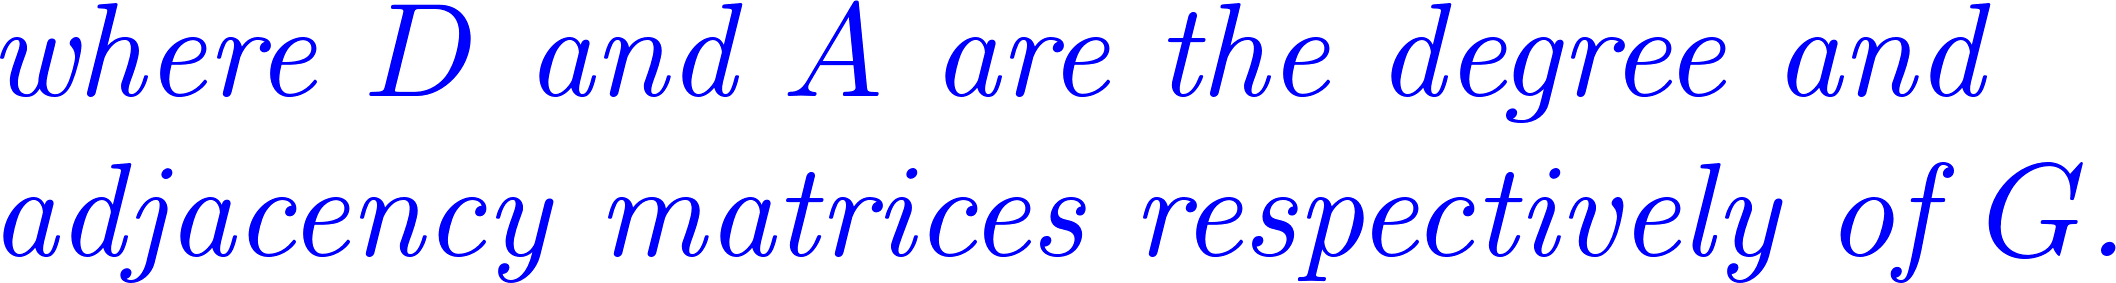 where D and A are the degree and
adjacency matrices respectively of G.